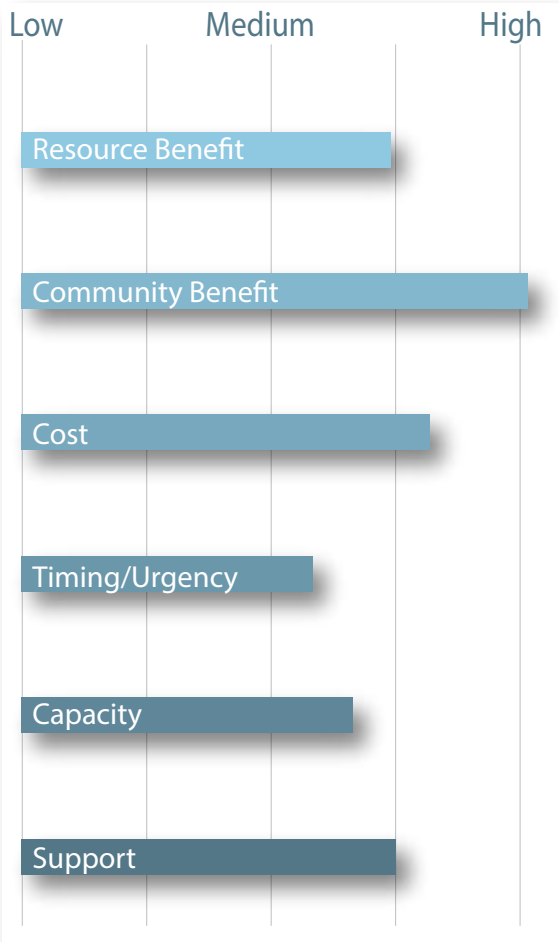 Low Medium High
Resource Benefit
Community Benefit
Cost
Timing/Urgency
Capacity
Support